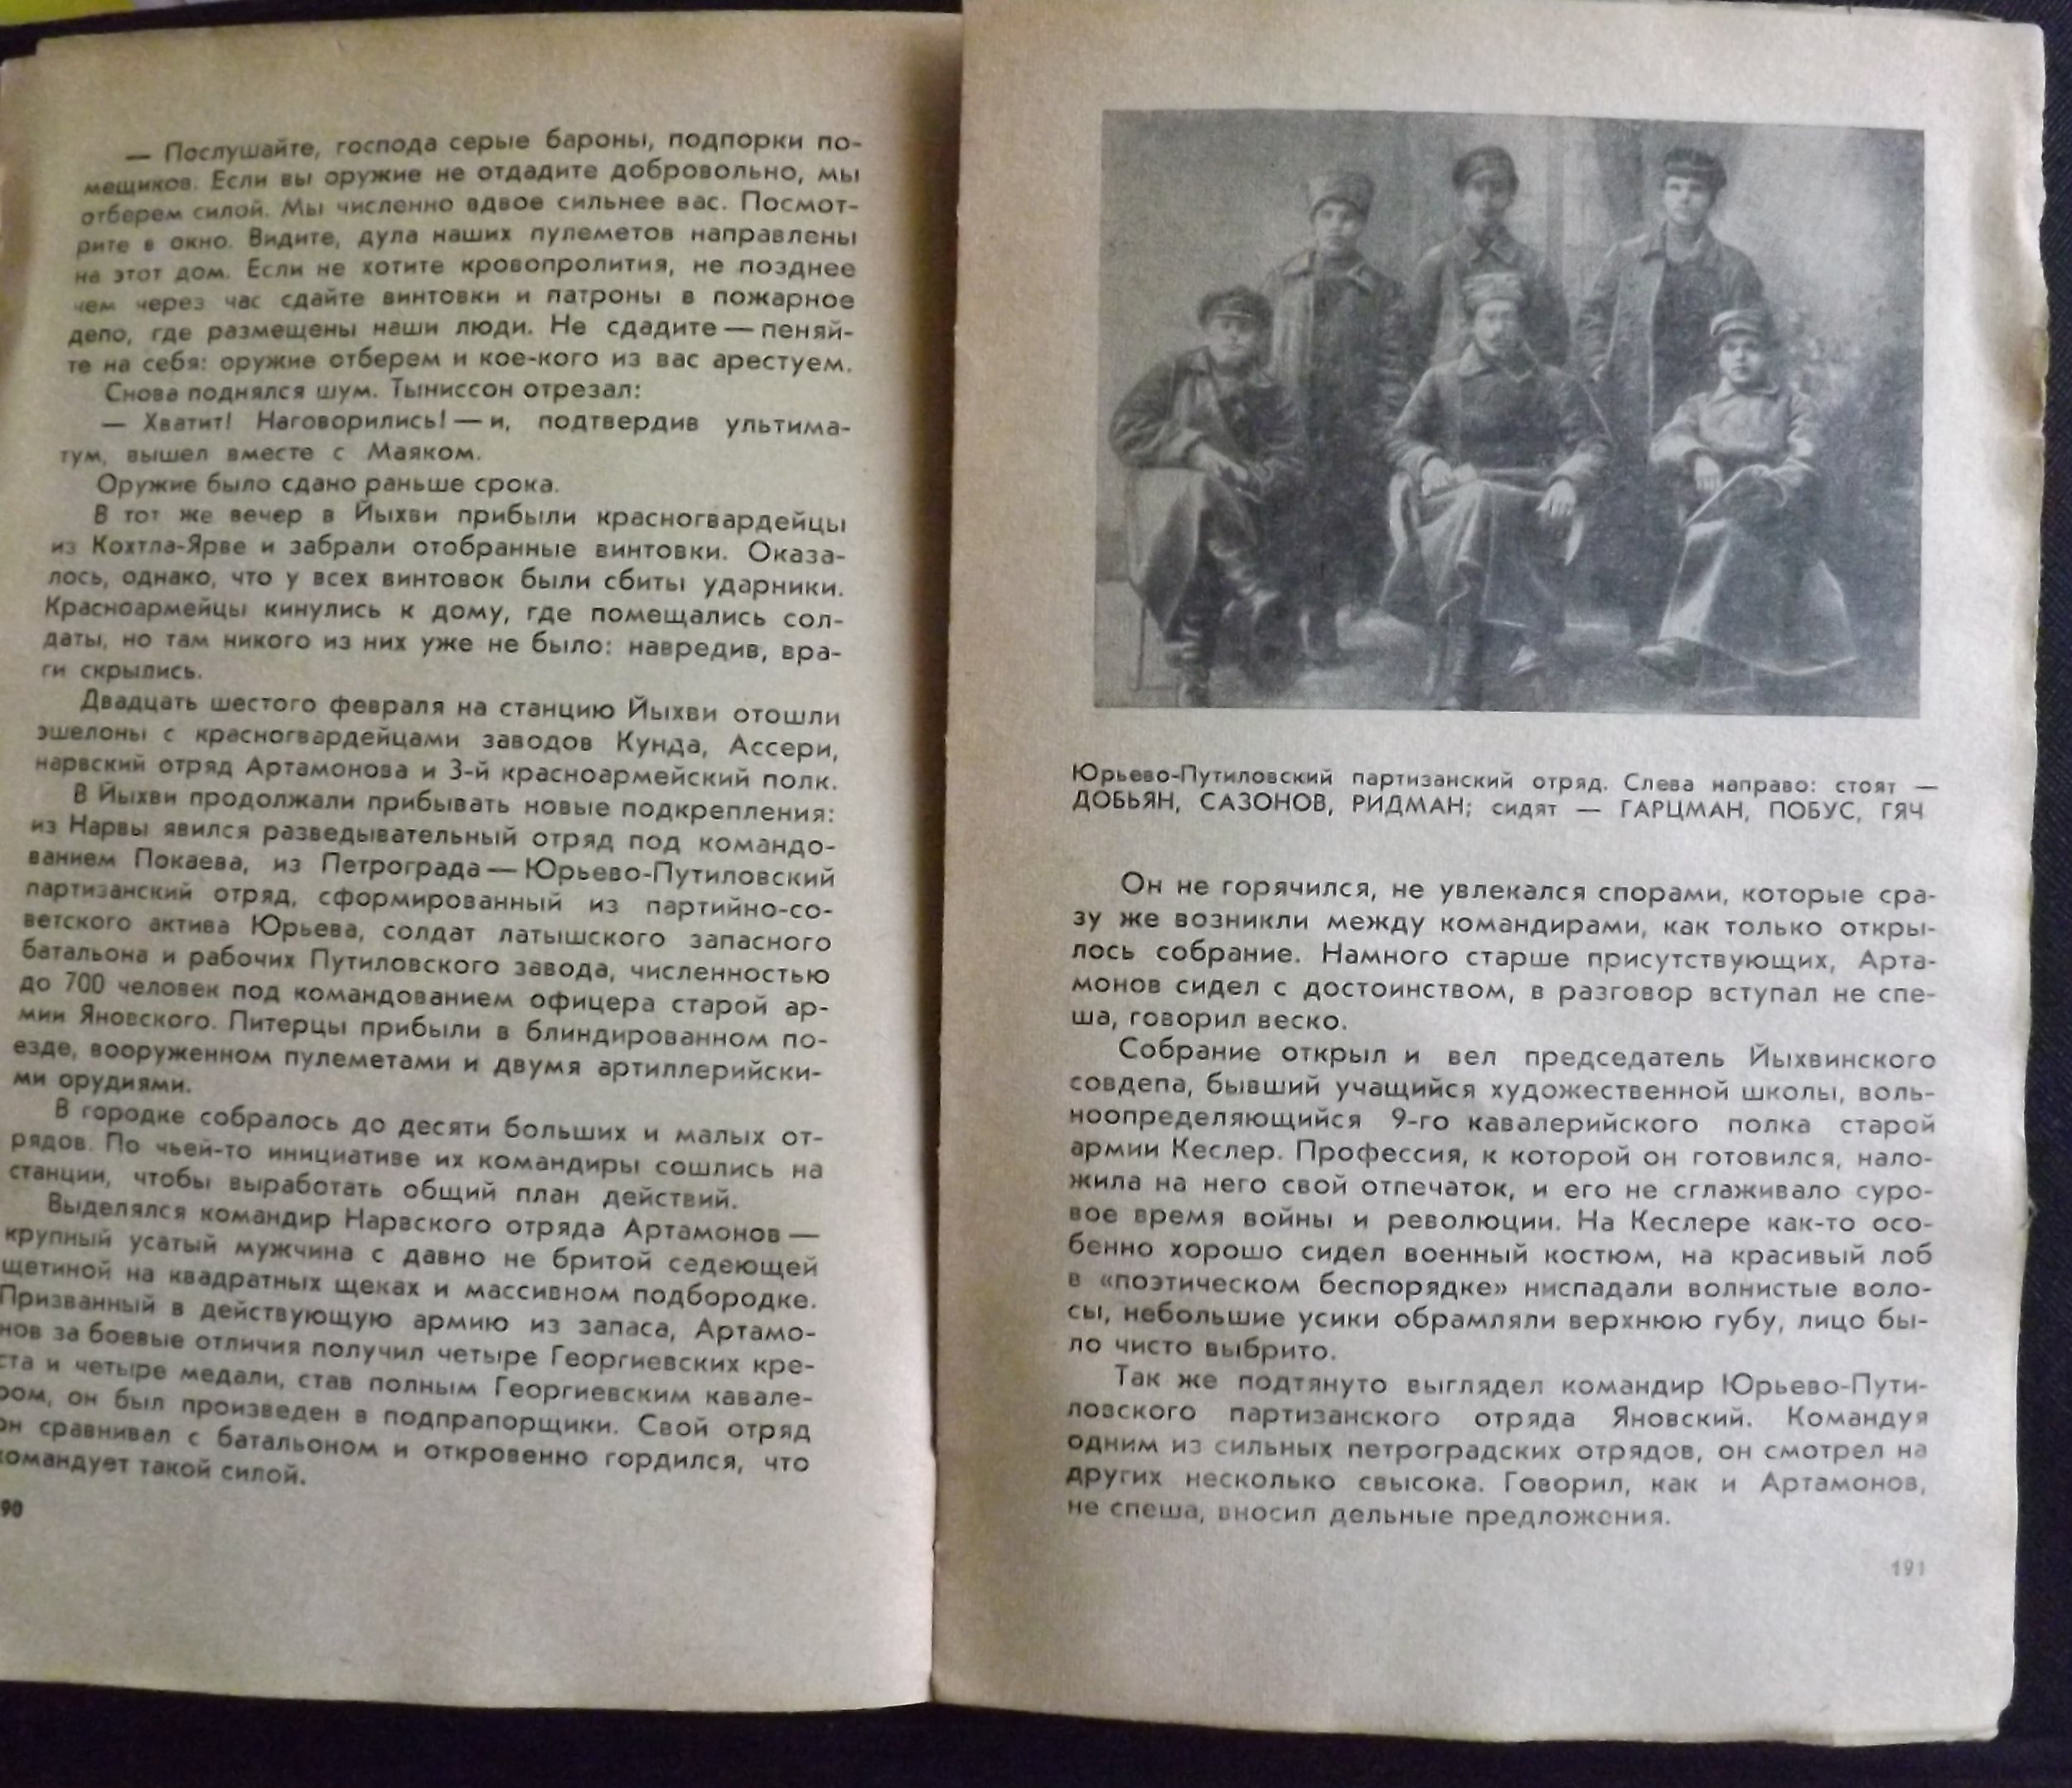 — Послушайте, господа серые бароны, подпорки по-
мещиков. Если вы оружие не отдадите добровольно, мы
отберем силой. Мы численно вдвое сильнее вас. Посмот-
рите в окно. Видите, дула наших пулеметов направлены
на этот дом. Если не хотите кровопролития, не позднее
чем через час сдайте винтовки и патроны в пожарное
депо, где размещены наши люди. Не сдадите — пеняй-
те на себя: оружие отберем и кое-кого из вас арестуем.
Снова поднялся шум. Тыниссон отрезал:
— Хватит! Наговорились! — и, подтвердив ультима-
тум, вышел вместе с Маяком.
Оружие было сдано раньше срока.
В тот же вечер в Йыхви прибыли красногвардейцы
из Кохтла-Ярве и забрали отобранные винтовки. Оказа-
лось, однако, что у всех винтовок были сбиты ударники.
Красноармейцы кинулись к дому, где помещались сол-
даты, но там никого из них уже не было: навредив, вра-
ги скрылись.
Двадцать шестого февраля на станцию Йыхви отошли
эшелоны с красногвардейцами заводов Кунда, Ассери,
нарвский отряд Артамонова и 3-й красноармейский полк.
В Йыхви продолжали прибывать новые подкрепления:
из Нарвы явился разведывательный отряд под командо-
ванием Покаева, из Петрограда — Юрьево-Путиловский
партизанский отряд, сформированный из партийно-со-
ветского актива Юрьева, солдат латышского запасного
батальона и рабочих Путиловского завода, численностью
до 700 человек под командованием офицера старой ар-
мии Яновского. Питерцы прибыли в блиндированном по-
езде, вооруженном пулеметами и двумя артиллерийски-
ми орудиями.
В городке собралось до десяти больших и малых от-
рядов. По чьей-то инициативе их командиры сошлись на
станции, чтобы выработать общий план действий.
Выделялся командир Нарвского отряда Артамонов —
крупный усатый мужчина с давно не бритой седеющей
щетиной на квадратных щеках и массивном подбородке.
Призванный в действующую армию из запаса, Артамо-
нов за боевые отличия получил четыре Георгиевских кре-
ста и четыре медали, став полным Георгиевским кавале-
ром, он был произведен в подпрапорщики. Свой отряд
он сравнивал с батальоном и откровенно гордился, что
командует такой силой.
90
Юрьево-Путиловский партизанский отряд. Слева направо: стоят —
ДОБЬЯН, САЗОНОВ, РИДМАН; сидят — ГАРЦМАН, ПОБУС, ГЯЧ
Он не горячился, не увлекался спорами, которые сра-
зу же возникли между командирами, как только откры-
лось собрание. Намного старше присутствующих, Арта-
монов сидел с достоинством, в разговор вступал не спе-
ша, говорил веско.
Собрание открыл и вел председатель Йыхвинского
совдепа, бывший учащийся художественной школы, воль-
ноопределяющийся 9-го кавалерийского полка старой
армии Кеслер. Профессия, к которой он готовился, нало-
жила на него свой отпечаток, и его не сглаживало суро-
вое время войны и революции. На Кеслере как-то осо-
бенно хорошо сидел военный костюм, на красивый лоб
в «поэтическом беспорядке» ниспадали волнистые воло-
сы, небольшие усики обрамляли верхнюю губу, лицо бы-
ло чисто выбрито.
Так же подтянуто выглядел командир Юрьево-Пути-
ловского партизанского отряда Яновский. Командуя
одним из сильных петроградских отрядов, он смотрел на
других несколько свысока. Говорил, как и Артамонов,
не спеша, вносил дельные предложения.
191